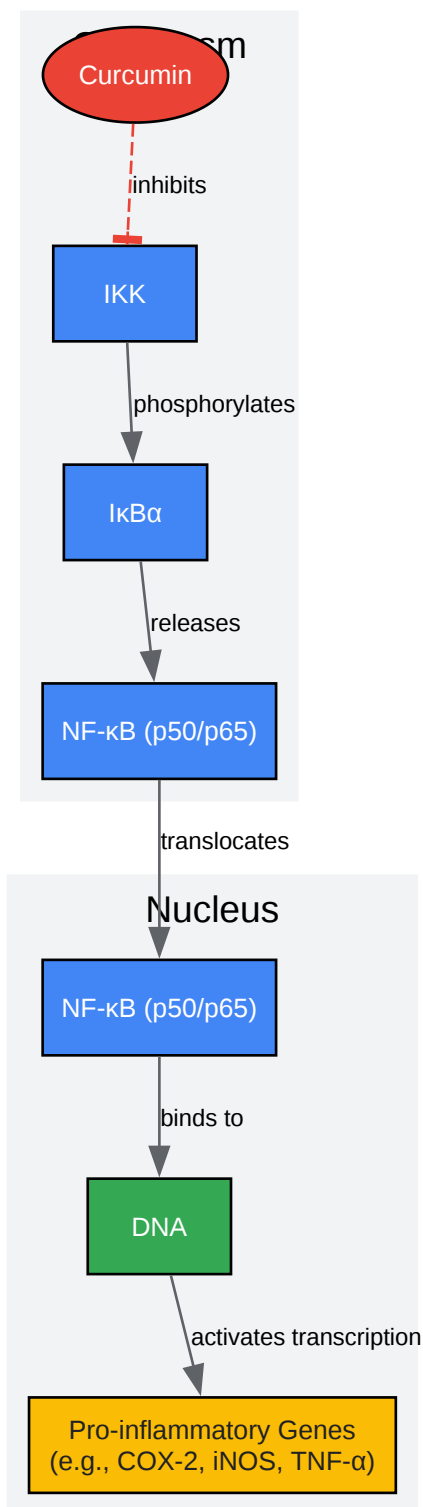 Curcumin
inhibits
IKK
phosphorylates
IκBα
releases
NF-κB (p50/p65)
translocates
Nucleus
NF-κB (p50/p65)
binds to
DNA
activates transcription
Pro-inflammatory Genes
(e.g., COX-2, iNOS, TNF-α)